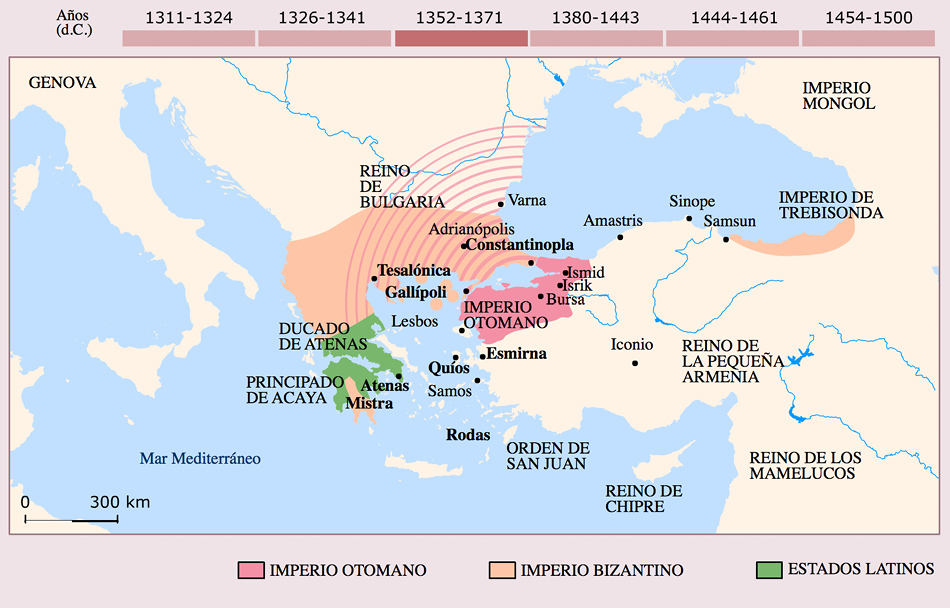 Años
(d.C.)
1311-1324
1326-1341
1352-1371
1380-1443
1444-1461
1454-1500
GENOVA
IMPERIO
MONGOL
REINO
DE
BULGARIA
Varna
Sinope
IMPERIO DE
TREBISONDA
Amastris
Samsun
Adrianópolis
Constantinopla
Tesalónica
Ismid
Isrik
Gallípoli
Bursa
IMPERIO
OTOMANO
Lesbos
DUCADO
DE ATENAS
Iconio
REINO DE
LA PEQUEÑA
ARMENIA
Esmirna
Quíos
PRINCIPADO
DE ACAYA
Atenas
Samos
Mistra
Rodas
ORDEN DE
SAN JUAN
Mar Mediterráneo
REINO DE LOS
MAMELUCOS
REINO DE
CHIPRE
0 300 km
IMPERIO OTOMANO
IMPERIO BIZANTINO
ESTADOS LATINOS